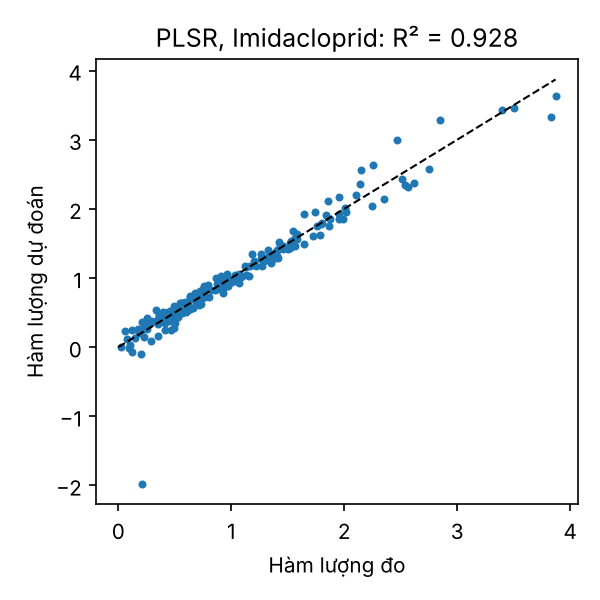 PLSR, Imidacloprid: R² = 0.928
Hàm lượng dự đoán
4
3
2
1
0
−1
−2
0 1 2 3 4
Hàm lượng đo